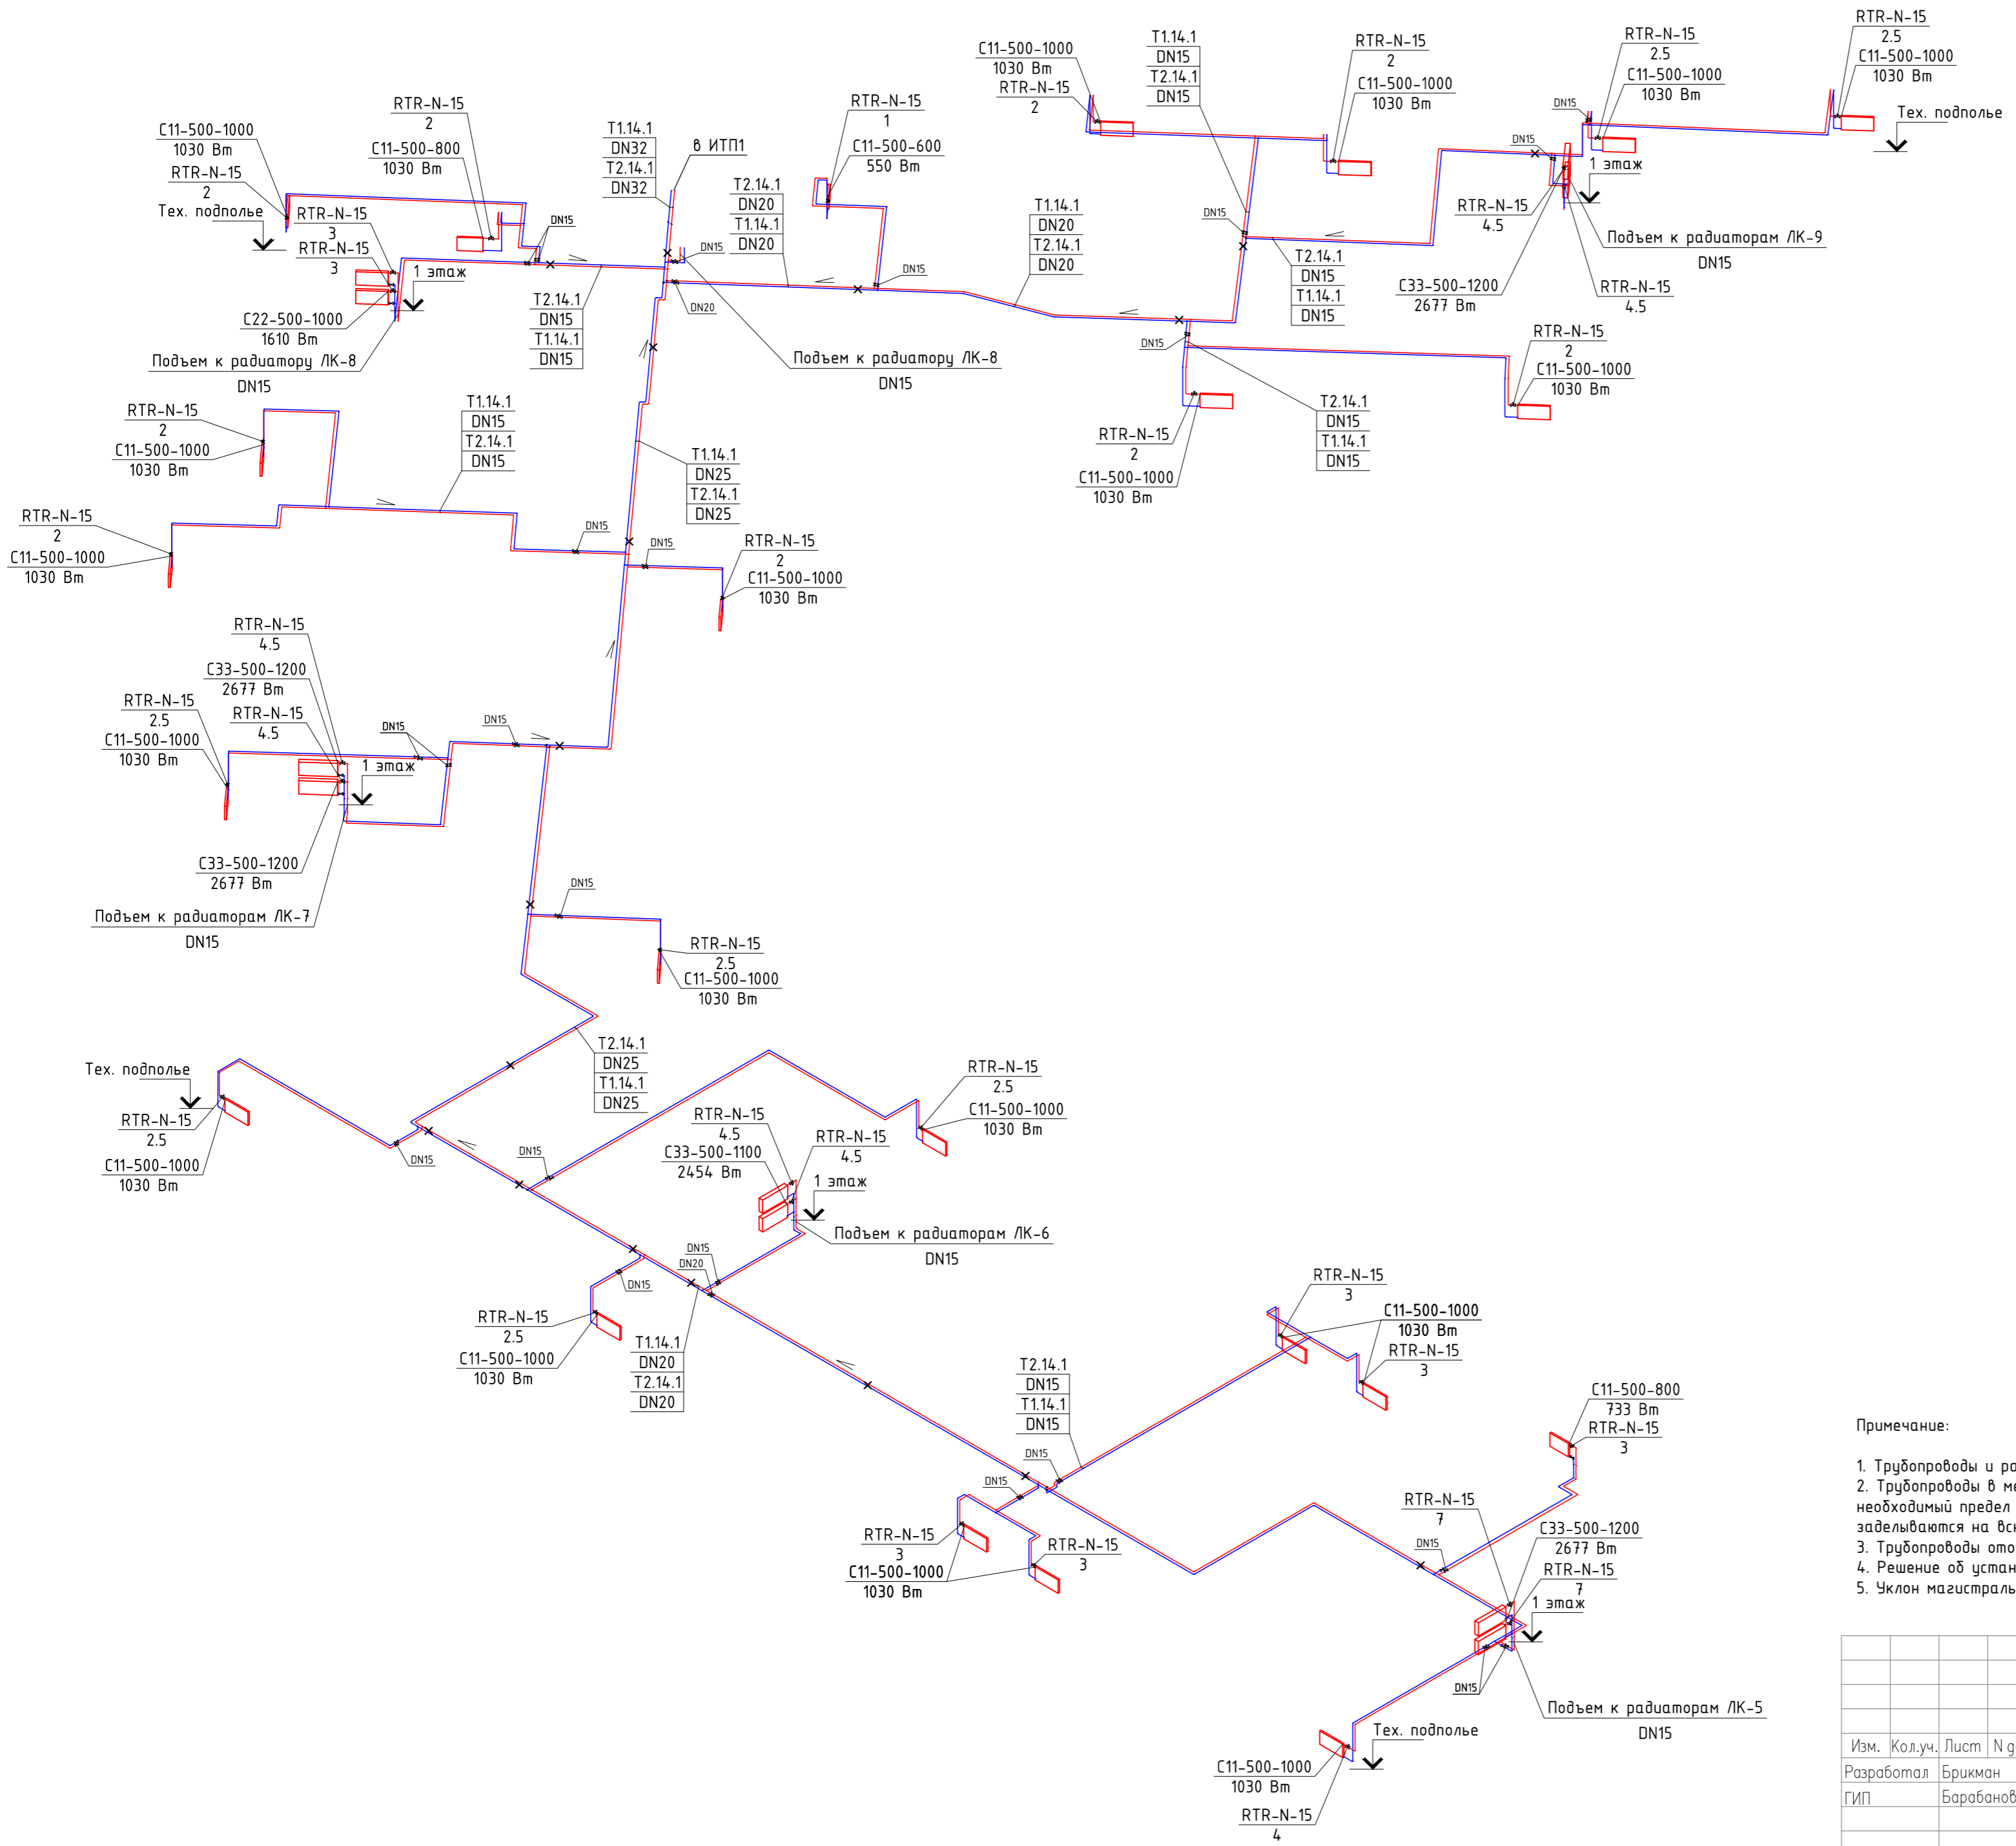 RTR-N-15
2.5
C11-500-1000
1030 Вт
Тех. подполье
RTR-N-15
2.5
C11-500-1000
1030 Вт
DN15
DN15
1 этаж
RTR-N-15
4.5
Подъем к радиаторам ЛК-9
DN15
C33-500-1200
2677 Вт
RTR-N-15
4.5
T1.14.1
DN15
T2.14.1
DN15
C11-500-1000
1030 Вт
RTR-N-15
2
RTR-N-15
2
C11-500-1000
1030 Вт
DN15
T2.14.1
DN15
T1.14.1
DN15
RTR-N-15
2
C11-500-1000
1030 Вт
DN15
T2.14.1
DN15
T1.14.1
DN15
RTR-N-15
2
C11-500-1000
1030 Вт
T1.14.1
DN20
T2.14.1
DN20
RTR-N-15
1
C11-500-600
550 Вт
DN15
T2.14.1
DN20
T1.14.1
DN20
в ИТП1
T1.14.1
DN32
T2.14.1
DN32
DN15
DN20
Подъем к радиатору ЛК-8
DN15
RTR-N-15
2
C11-500-800
1030 Вт
C11-500-1000
1030 Вт
RTR-N-15
2
Тех. подполье
RTR-N-15
3
RTR-N-15
3
1 этаж
DN15
C22-500-1000
1610 Вт
Подъем к радиатору ЛК-8
DN15
T2.14.1
DN15
T1.14.1
DN15
RTR-N-15
2
C11-500-1000
1030 Вт
T1.14.1
DN15
T2.14.1
DN15
T1.14.1
DN25
T2.14.1
DN25
RTR-N-15
2
C11-500-1000
1030 Вт
DN15
DN15
RTR-N-15
2
C11-500-1000
1030 Вт
RTR-N-15
4.5
C33-500-1200
2677 Вт
RTR-N-15
4.5
RTR-N-15
2.5
C11-500-1000
1030 Вт
DN15
DN15
1 этаж
C33-500-1200
2677 Вт
Подъем к радиаторам ЛК-7
DN15
DN15
RTR-N-15
2.5
C11-500-1000
1030 Вт
T2.14.1
DN25
T1.14.1
DN25
Тех. подполье
RTR-N-15
2.5
C11-500-1000
1030 Вт
DN15
DN15
RTR-N-15
2.5
C11-500-1000
1030 Вт
RTR-N-15
4.5
C33-500-1100
2454 Вт
RTR-N-15
4.5
1 этаж
Подъем к радиаторам ЛК-6
DN15
DN15
DN20
DN15
RTR-N-15
2.5
C11-500-1000
1030 Вт
T1.14.1
DN20
T2.14.1
DN20
RTR-N-15
3
C11-500-1000
1030 Вт
RTR-N-15
3
T2.14.1
DN15
T1.14.1
DN15
DN15
DN15
RTR-N-15
3
C11-500-1000
1030 Вт
RTR-N-15
3
C11-500-800
733 Вт
RTR-N-15
3
RTR-N-15
7
C33-500-1200
2677 Вт
RTR-N-15
7
1 этаж
DN15
DN15
Подъем к радиаторам ЛК-5
DN15
Тех. подполье
C11-500-1000
1030 Вт
RTR-N-15
4
Примечание:
1. Трубопроводы и
2. Трубопроводы в
необходимый предел
заделываются на
3. Трубопроводы
4. Решение об
5. Уклон
Изм. Кол.уч. Лист N
Разработал Брикман
ГИП Барабанов